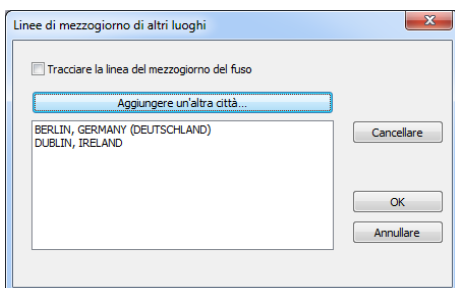 Linee di mezzogiorno di altri luoghi
Tracciare la linea del mezzogiorno del fuso
Aggiungere un'altra città...
BERLIN, GERMANY (DEUTSCHLAND)
DUBLIN, IRELAND
Cancellare
OK
Annullare